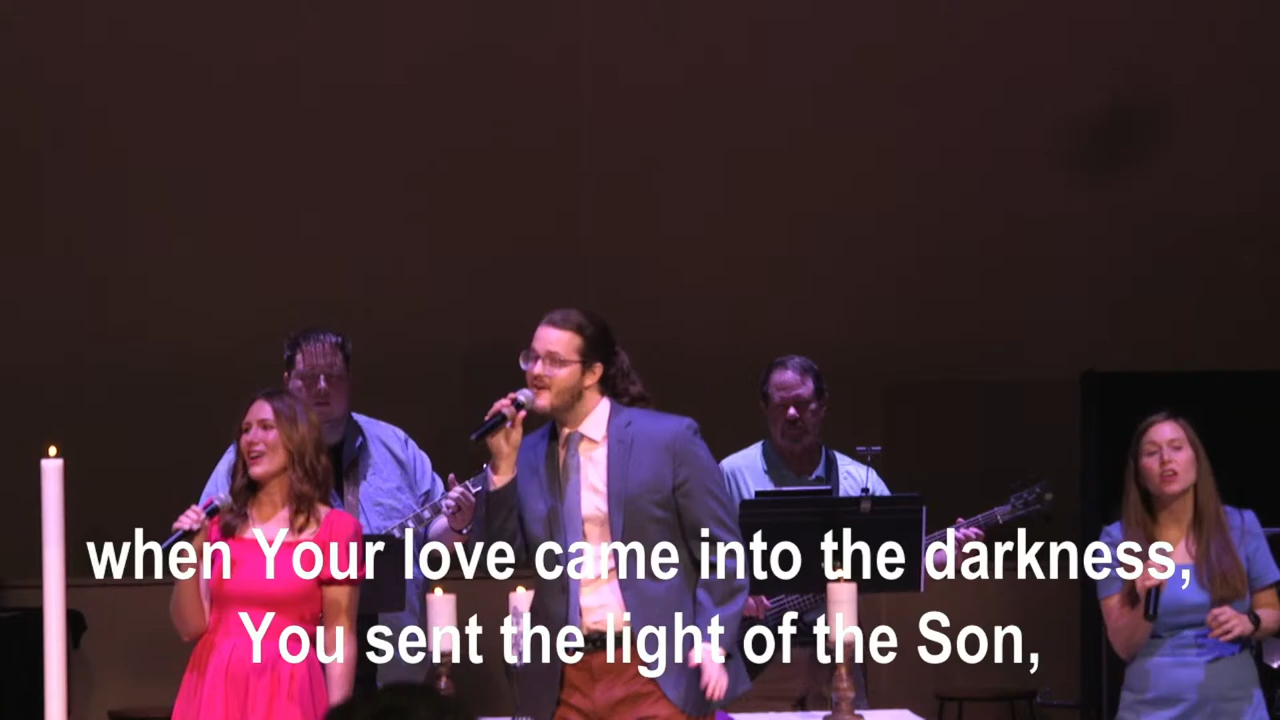 when Your love came into the darkness,
You sent the light of the Son,